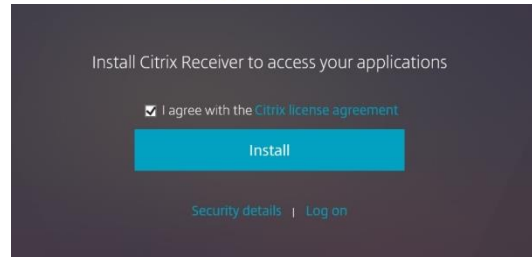 Install Citrix Receiver to access your applications
I agree with the Citrix license agreement
Install
Security details | Log on